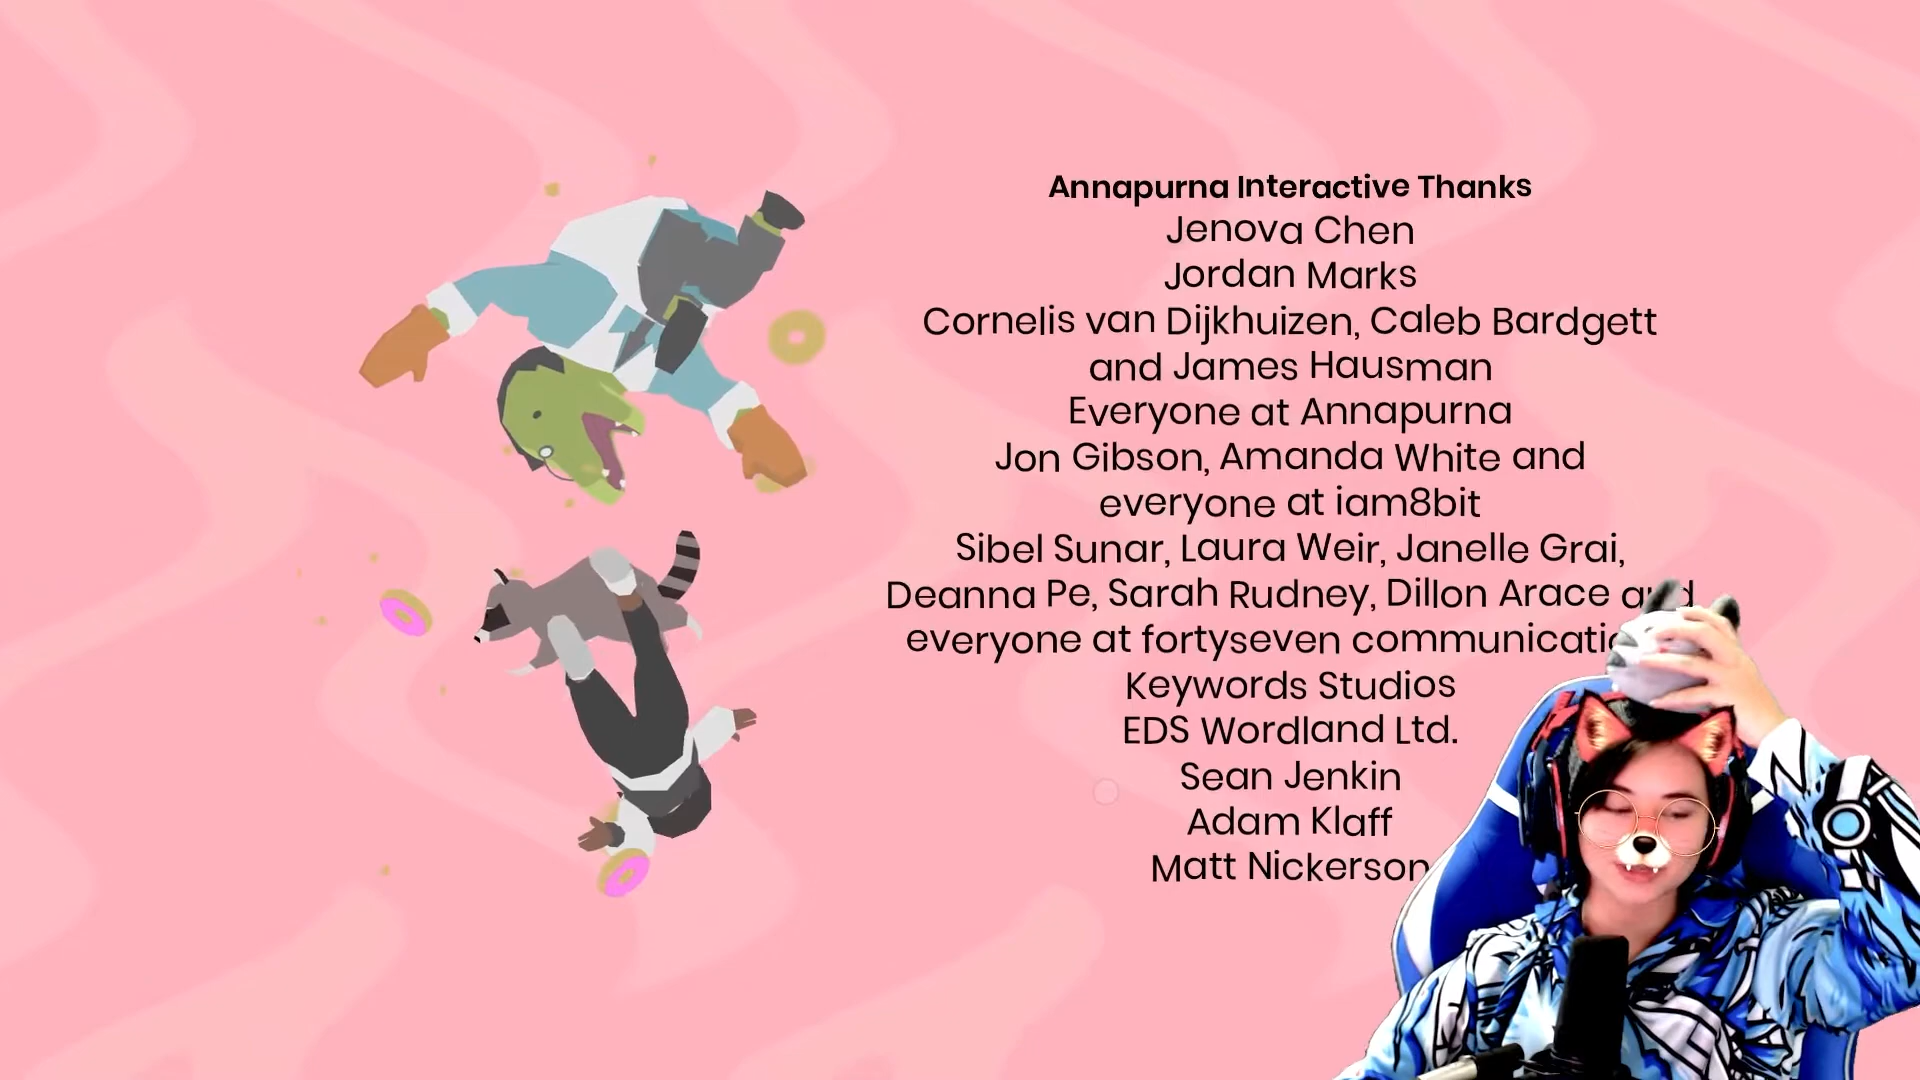 Annapurna Interactive Thanks
Jenova Chen
Jordan Marks
Cornelis van Dijkhuizen, Caleb Bardgett
and James Hausman
Everyone at Annapurna
Jon Gibson, Amanda White and
everyone at iam8bit
Sibel Sunar, Laura Weir, Janelle Grai,
Deanna Pe, Sarah Rudney, Dillon Arace and
everyone at fortyseven
Keywords Studios
EDS Wordland Ltd.
Sean Jenkin
Adam Klaff
Matt Nickerson